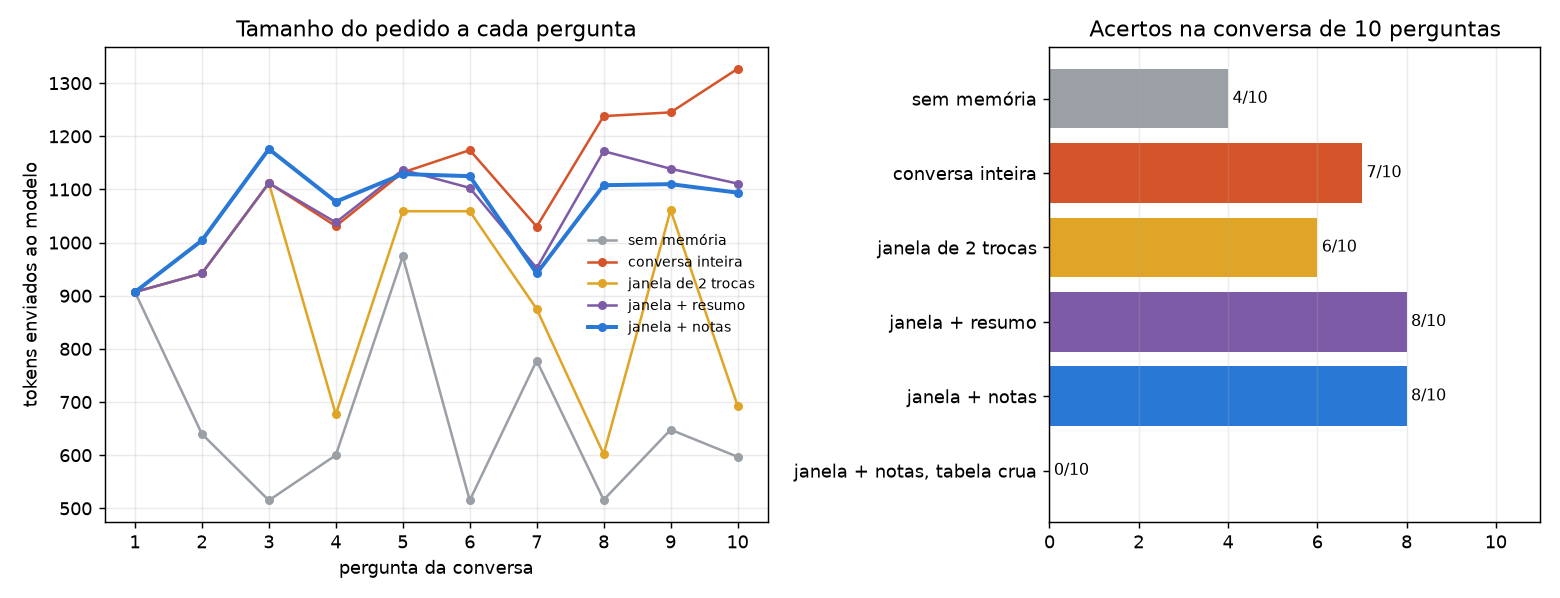 Tamanho do pedido a cada pergunta
tokens enviados ao modelo
1300
1200
1100
1000
900
800
700
600
500
sem memória
conversa inteira
janela de 2 trocas
janela + resumo
janela + notas
1 2 3 4 5 6 7 8 9 10
pergunta da conversa
Acertos na conversa de 10 perguntas
sem memória 4/10
conversa inteira 7/10
janela de 2 trocas 6/10
janela + resumo 8/10
janela + notas 8/10
janela + notas, tabela crua 0/10
0 2 4 6 8 10